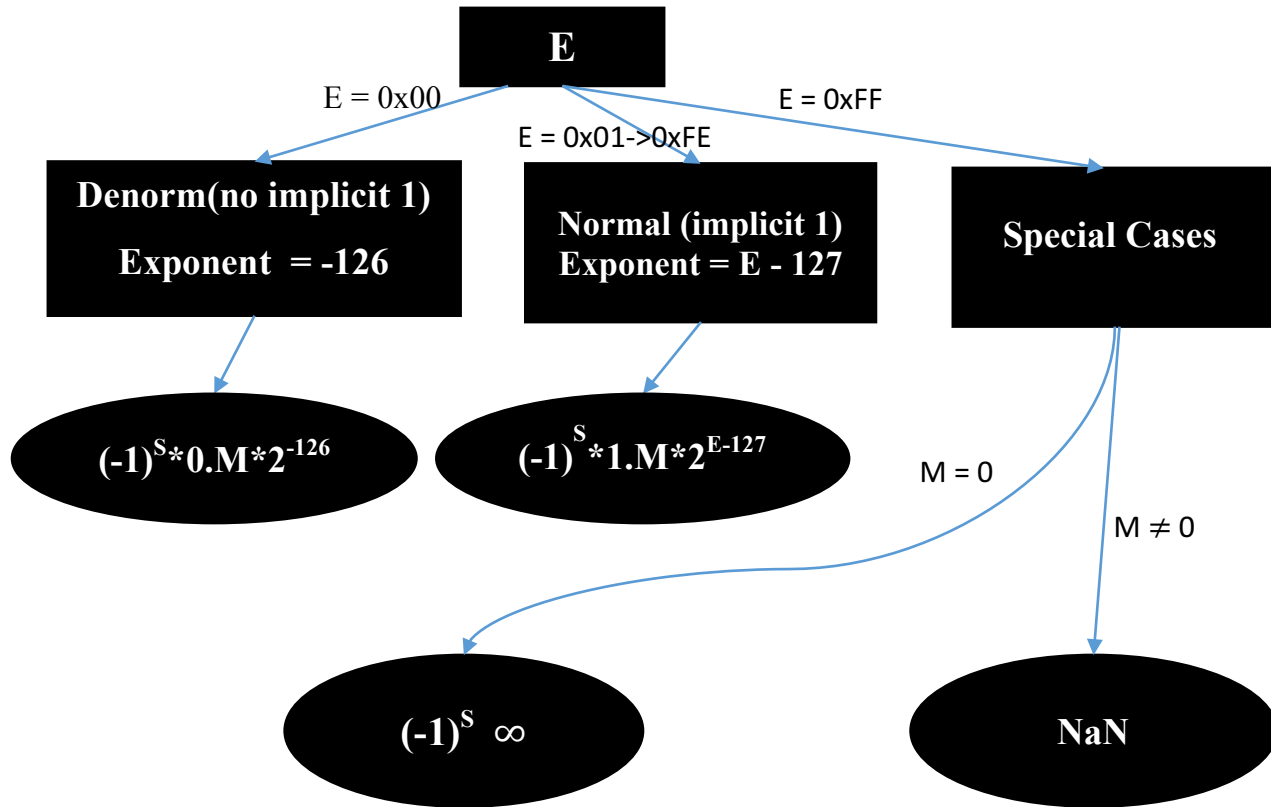 E
E = 0x00
E = 0xFF
E = 0x01->0xFE
Denorm(no implicit 1)
Exponent = -126
Normal (implicit 1)
Exponent = E - 127
Special Cases
(-1)^S*0.M*2^-126
(-1)^S*1.M*2^E-127
M = 0
M ≠ 0
(-1)^S ∞
NaN